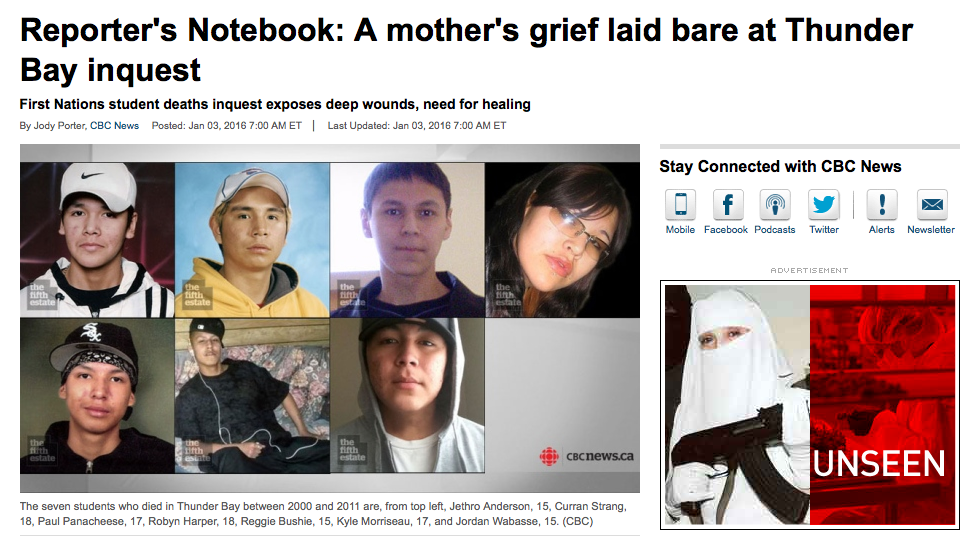 Reporter's Notebook: A mother's grief laid bare at Thunder
Bay inquest
First Nations student deaths inquest exposes deep wounds, need for healing
By Jody Porter, CBC News Posted: Jan 03, 2016 7:00 AM ET | Last Updated: Jan 03, 2016 7:00 AM ET
the
fifth
estate
the
fifth
estate
the
fifth
estate
the
fifth
estate
Sox
the
fifth
estate
the
fifth
estate
the
fifth
estate
CBCnews.ca
The seven students who died in Thunder Bay between 2000 and 2011 are, from top left, Jethro Anderson, 15, Curran Strang,
18, Paul Panacheese, 17, Robyn Harper, 18, Reggie Bushie, 15, Kyle Morriseau, 17, and Jordan Wabasse, 15. (CBC)
Stay Connected with CBC News
Mobile Facebook Podcasts Twitter Alerts Newsletter
ADVERTISEMENT
UNSEEN